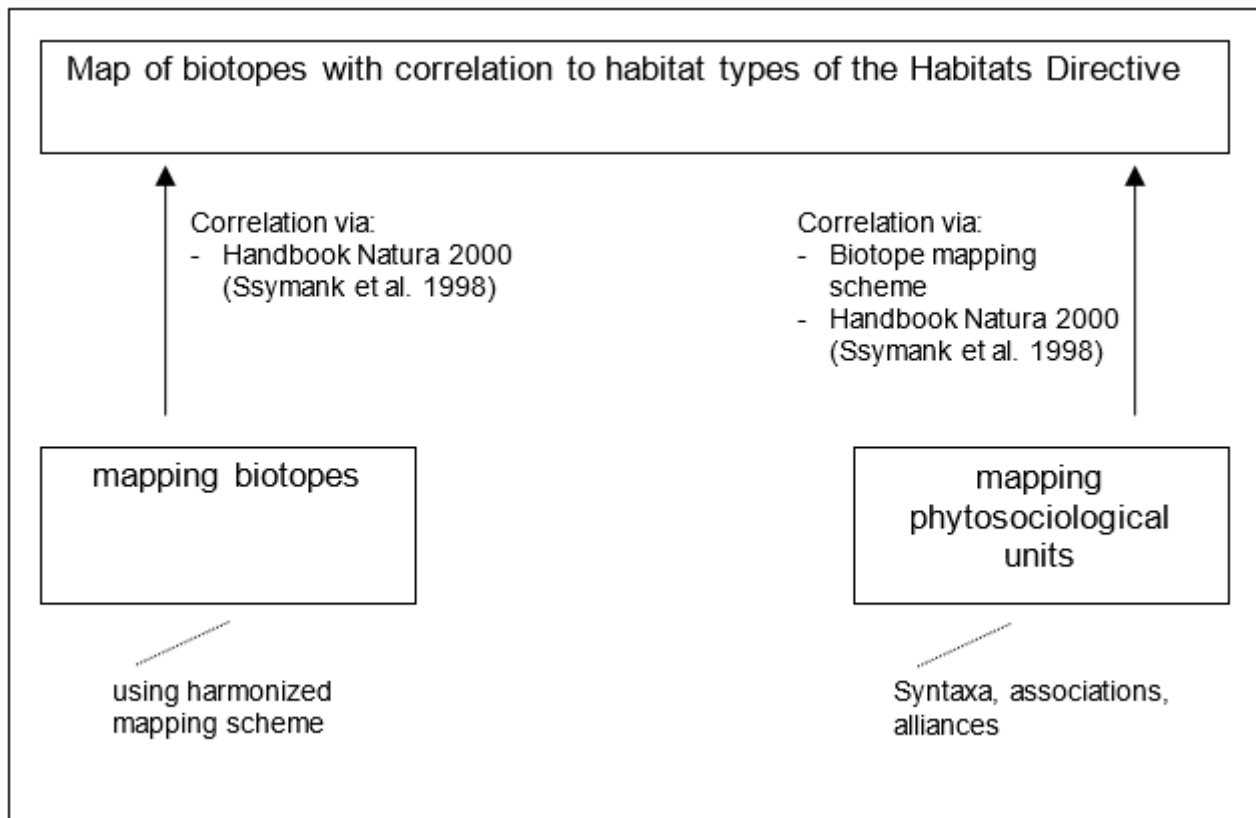 Map of biotopes with correlation to habitat types of the Habitats Directive
Correlation via:
- Handbook Natura 2000
(Ssymank et al. 1998)
Correlation via:
- Biotope mapping
scheme
- Handbook Natura 2000
(Ssymank et al. 1998)
mapping biotopes
mapping
phytosociological
units
using harmonized
mapping scheme
Syntaxa, associations,
alliances